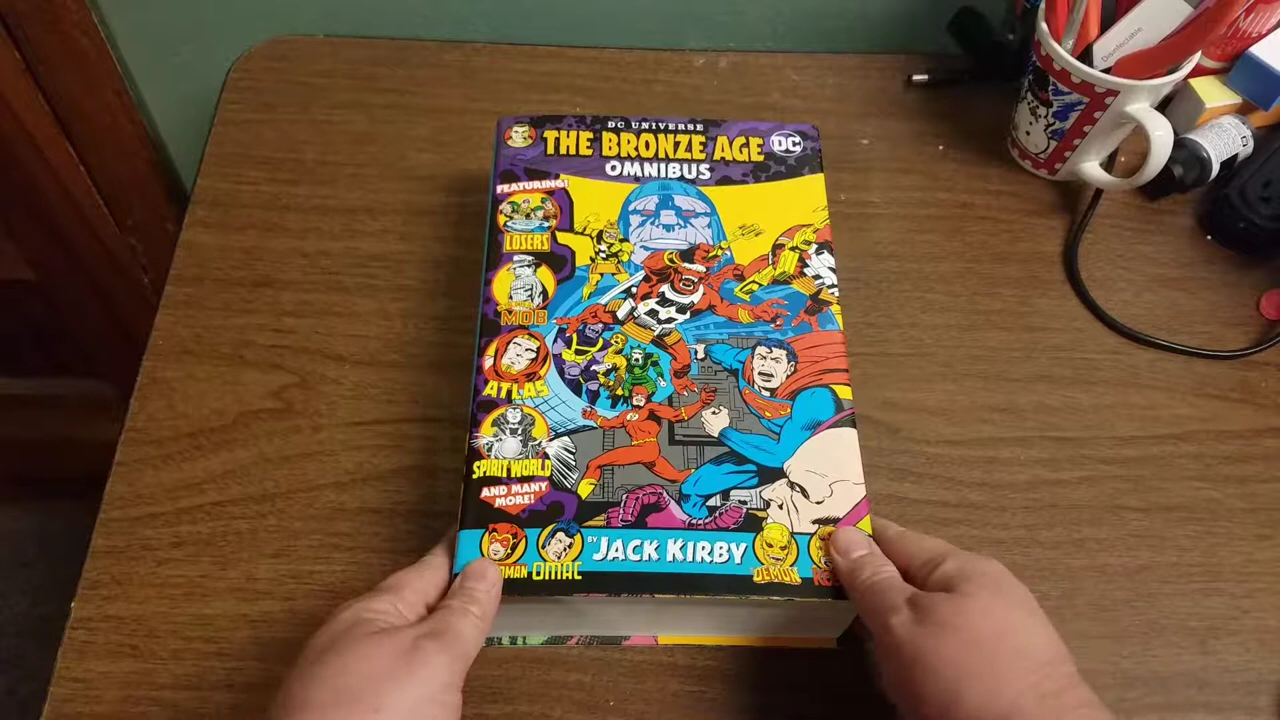 DC UNIVERSE
THE BRONZE AGE
DC
OMNIBUS
FEATURING!
LOSERS
MOB
ATLAS
SPIRIT WORLD
AND MANY
MORE!
OMAC
BY JACK KIRBY
DEMON
Disinfectable